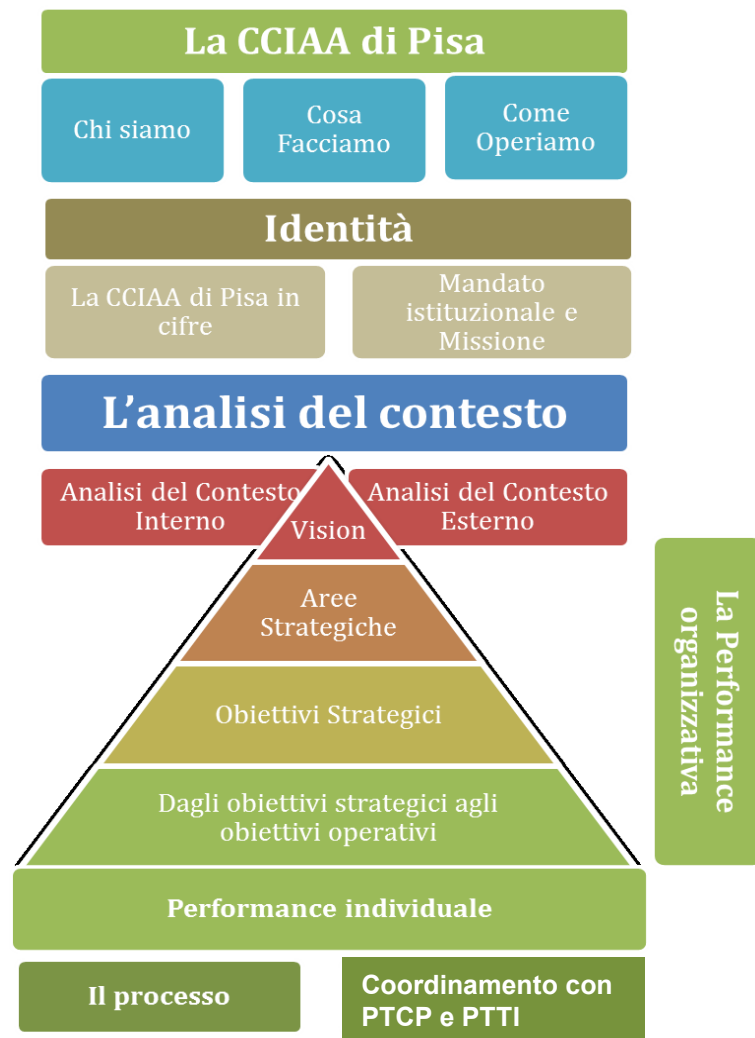 La CCIAA di Pisa
Chi siamo
Cosa
Facciamo
Come
Operiamo
Identità
La CCIAA di Pisa in
cifre
Mandato
istituzionale e
Missione
L’analisi del contesto
Analisi del Contesto
Interno
Analisi del Contesto
Esterno
Vision
Aree
Strategiche
Obiettivi Strategici
Dagli obiettivi strategici agli
obiettivi operativi
La Performance
organizzativa
Performance individuale
Il processo
Coordinamento con
PTCP e PTTI